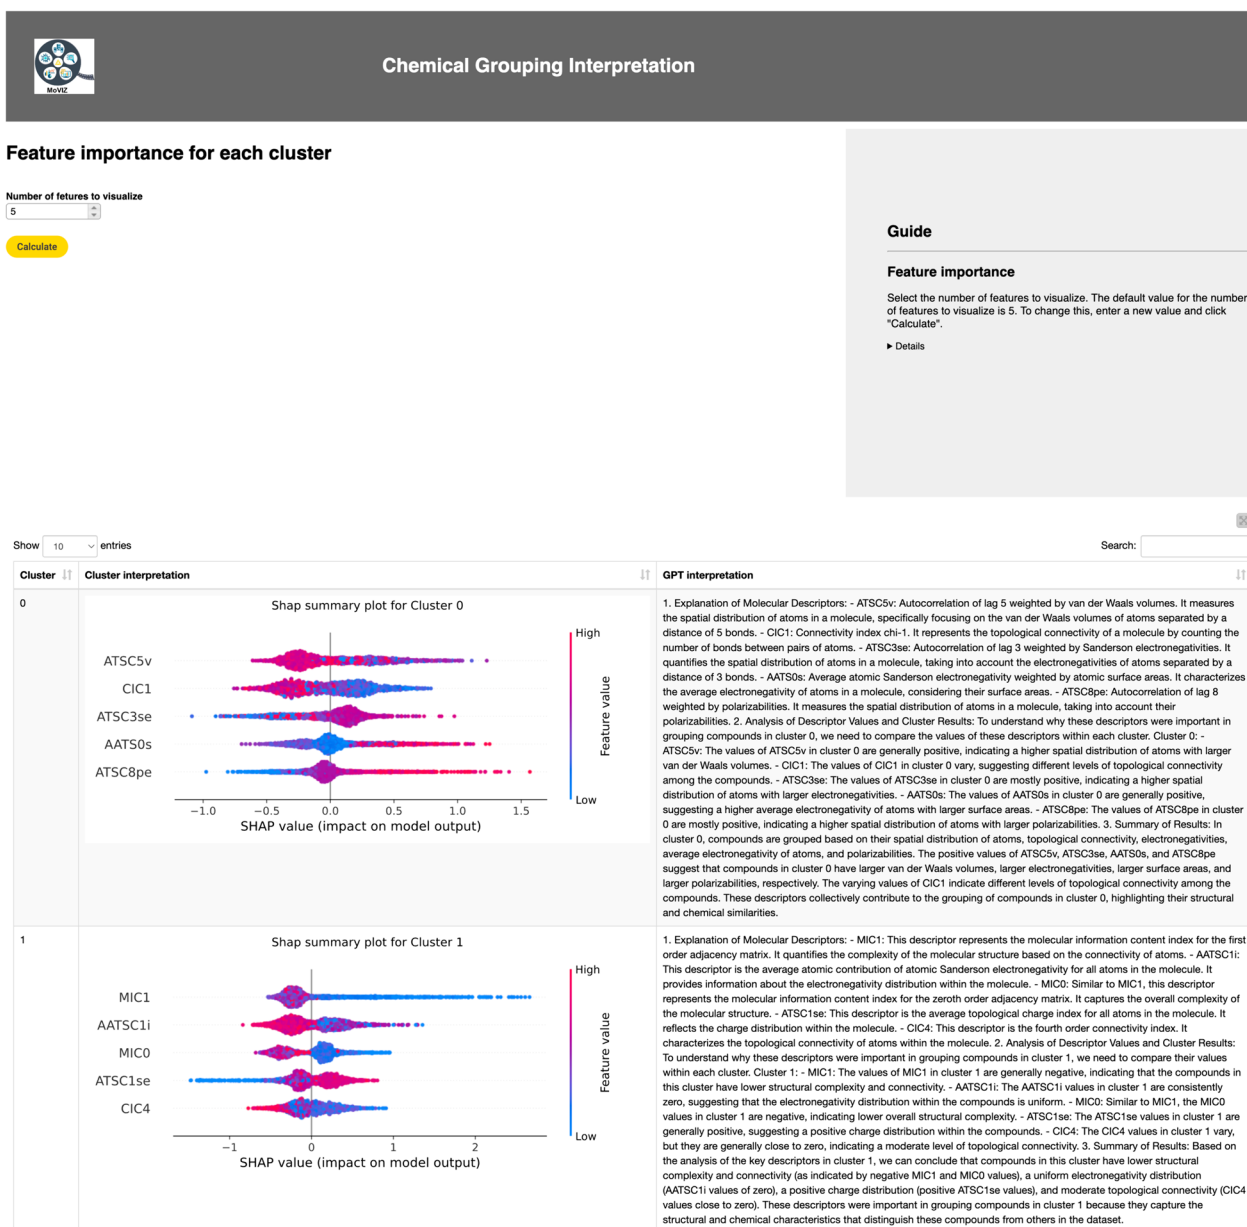 MoVIZ
Chemical Grouping Interpretation
Feature importance for each cluster
Number of fetures to visualize
5
Calculate
Guide
Feature importance
Select the number of features to visualize. The default value for the number
of features to visualize is 5. To change this, enter a new value and click
"Calculate".
Details
Show 10 entries
Search:
Cluster
Cluster interpretation
GPT interpretation
0
Shap summary plot for Cluster 0
ATSC5v
CIC1
ATSC3se
AATS0s
ATSC8pe
−1.0 −0.5 0.0 0.5 1.0 1.5
SHAP value (impact on model output)
High
Feature value
Low
1. Explanation of Molecular Descriptors: - ATSC5v: Autocorrelation of lag 5 weighted by van der Waals volumes. It measures
the spatial distribution of atoms in a molecule, specifically focusing on the van der Waals volumes of atoms separated by a
distance of 5 bonds. - CIC1: Connectivity index chi-1. It represents the topological connectivity of a molecule by counting the
number of bonds between pairs of atoms. - ATSC3se: Autocorrelation of lag 3 weighted by Sanderson electronegativities. It
quantifies the spatial distribution of atoms in a molecule, taking into account the electronegativities of atoms separated by a
distance of 3 bonds. - AATS0s: Average atomic Sanderson electronegativity weighted by atomic surface areas. It characterizes
the average electronegativity of atoms in a molecule, considering their surface areas. - ATSC8pe: Autocorrelation of lag 8
weighted by polarizabilities. It measures the spatial distribution of atoms in a molecule, taking into account their
polarizabilities. 2. Analysis of Descriptor Values and Cluster Results: To understand why these descriptors were important in
grouping compounds in cluster 0, we need to compare the values of these descriptors within each cluster. Cluster 0: -
ATSC5v: The values of ATSC5v in cluster 0 are generally positive, indicating a higher spatial distribution of atoms with larger
van der Waals volumes. - CIC1: The values of CIC1 in cluster 0 vary, suggesting different levels of topological connectivity
among the compounds. - ATSC3se: The values of ATSC3se in cluster 0 are mostly positive, indicating a higher spatial
distribution of atoms with larger electronegativities. - AATS0s: The values of AATS0s in cluster 0 are generally positive,
suggesting a higher average electronegativity of atoms with larger surface areas. - ATSC8pe: The values of ATSC8pe in cluster
0 are mostly positive, indicating a higher spatial distribution of atoms with larger polarizabilities. 3. Summary of Results: In
cluster 0, compounds are grouped based on their spatial distribution of atoms, topological connectivity, electronegativities,
average electronegativity of atoms, and polarizabilities. The positive values of ATSC5v, ATSC3se, AATS0s, and ATSC8pe
suggest that compounds in cluster 0 have larger van der Waals volumes, larger electronegativities, larger surface areas, and
larger polarizabilities, respectively. The varying values of CIC1 indicate different levels of topological connectivity among the
compounds. These descriptors collectively contribute to the grouping of compounds in cluster 0, highlighting their structural
and chemical similarities.
1
Shap summary plot for Cluster 1
MIC1
AATSC1i
MIC0
ATSC1se
CIC4
−1 0 1 2
SHAP value (impact on model output)
High
Feature value
Low
1. Explanation of Molecular Descriptors: - MIC1: This descriptor represents the molecular information content index for the first
order adjacency matrix. It quantifies the complexity of the molecular structure based on the connectivity of atoms. - AATSC1i:
This descriptor is the average atomic contribution of atomic Sanderson electronegativity for all atoms in the molecule. It
provides information about the electronegativity distribution within the molecule. - MIC0: Similar to MIC1, this descriptor
represents the molecular information content index for the zeroth order adjacency matrix. It captures the overall complexity of
the molecular structure. - ATSC1se: This descriptor is the average topological charge index for all atoms in the molecule. It
reflects the charge distribution within the molecule. - CIC4: This descriptor is the fourth order connectivity index. It
characterizes the topological connectivity of atoms within the molecule. 2. Analysis of Descriptor Values and Cluster Results:
To understand why these descriptors were important in grouping compounds in cluster 1, we need to compare their values
within each cluster. Cluster 1: - MIC1: The values of MIC1 in cluster 1 are generally negative, indicating that the compounds in
this cluster have lower structural complexity and connectivity. - AATSC1i: The AATSC1i values in cluster 1 are consistently
zero, suggesting that the electronegativity distribution within the compounds is uniform. - MIC0: Similar to MIC1, the MIC0
values in cluster 1 are negative, indicating lower overall structural complexity. - ATSC1se: The ATSC1se values in cluster 1 are
generally positive, suggesting a positive charge distribution within the compounds. - CIC4: The CIC4 values in cluster 1 vary,
but they are generally close to zero, indicating a moderate level of topological connectivity. 3. Summary of Results: Based on
the analysis of the key descriptors in cluster 1, we can conclude that compounds in this cluster have lower structural
complexity and connectivity (as indicated by negative MIC1 and MIC0 values), a uniform electronegativity distribution
(AATSC1i values of zero), a positive charge distribution (positive ATSC1se values), and moderate topological connectivity (CIC4
values close to zero). These descriptors were important in grouping compounds in cluster 1 because they capture the
structural and chemical characteristics that distinguish these compounds from others in the dataset.